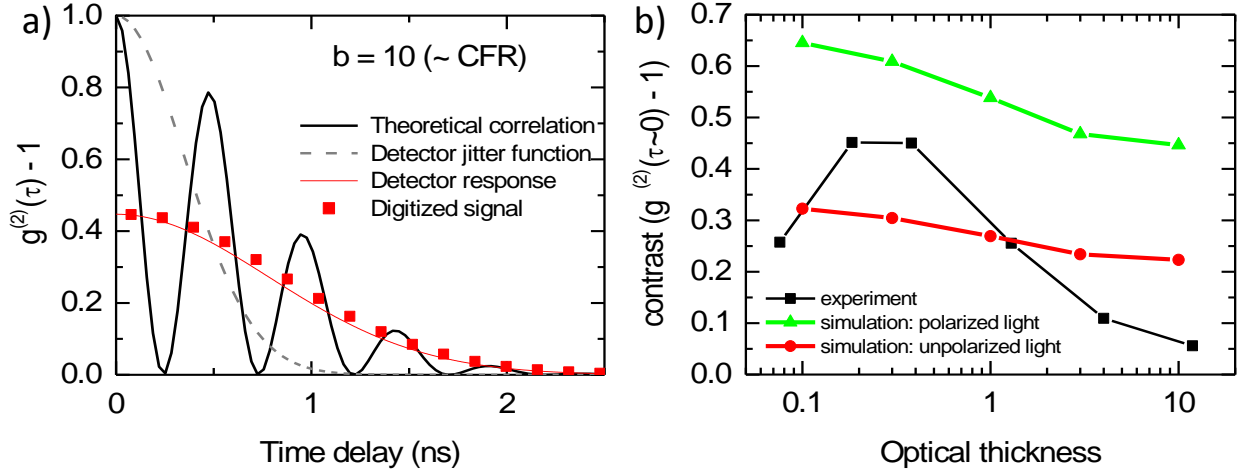 a)
b = 10 (~ CFR)
Theoretical correlation
Detector jitter function
Detector response
Digitized signal
g(2)(τ) - 1
1.0
0.8
0.6
0.4
0.2
0.0
0
1
2
Time delay (ns)
b)
contrast (g (2)(τ~0) - 1)
0.7
0.6
0.5
0.4
0.3
0.2
0.1
0.0
experiment
simulation: polarized light
simulation: unpolarized light
0.1
1
10
Optical thickness